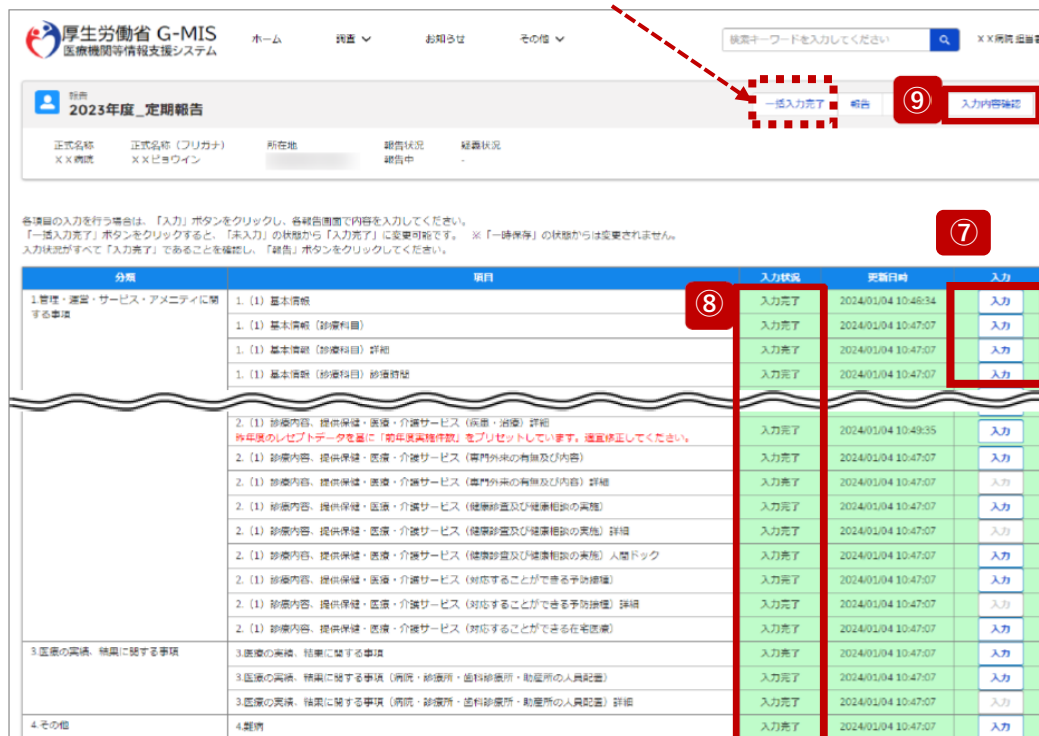 厚生労働省 G-MIS
医療機関等情報支援システム
ホーム 調査 お知らせ その他 検索キーワードを入力してください XX病院 担当者
報告
2023年度_定期報告
一括入力完了 報告 ⑨ 入力内容確認
正式名称 正式名称（フリガナ） 所在地 報告状況 疑義状況
XX病院 XXビョウイン 報告中 -
各項目の入力を行う場合は、「入力」ボタンをクリックし、各報告画面で内容を入力してください。
「一括入力完了」ボタンをクリックすると、「未入力」の状態から「入力完了」に変更可能です。 ※「一時保存」の状態からは変更されません。
入力状況がすべて「入力完了」であることを確認し、「報告」ボタンをクリックしてください。
⑦
分類 項目 入力状況 更新日時 入力
1.管理・運営・サービス・アメニティに関する事項 1.（1）基本情報 ⑧ 入力完了 2024/01/04 10:46:34 入力
1.（1）基本情報（診療科目） 入力完了 2024/01/04 10:47:07 入力
1.（1）基本情報（診療科目）詳細 入力完了 2024/01/04 10:47:07 入力
1.（1）基本情報（診療科目）診療時間 入力完了 2024/01/04 10:47:07 入力
2.（1）診療内容、提供保健・医療・介護サービス（疾患・治療）詳細
昨年度のレセプトデータを基に「前年度実施件数」をプリセットしています。適宜修正してください。 入力完了 2024/01/04 10:49:35 入力
2.（1）診療内容、提供保健・医療・介護サービス（専門外来の有無及び内容） 入力完了 2024/01/04 10:47:07 入力
2.（1）診療内容、提供保健・医療・介護サービス（専門外来の有無及び内容）詳細 入力完了 2024/01/04 10:47:07 入力
2.（1）診療内容、提供保健・医療・介護サービス（健康診査及び健康相談の実施） 入力完了 2024/01/04 10:47:07 入力
2.（1）診療内容、提供保健・医療・介護サービス（健康診査及び健康相談の実施）詳細 入力完了 2024/01/04 10:47:07 入力
2.（1）診療内容、提供保健・医療・介護サービス（健康診査及び健康相談の実施）人間ドック 入力完了 2024/01/04 10:47:07 入力
2.（1）診療内容、提供保健・医療・介護サービス（対応することができる予防接種） 入力完了 2024/01/04 10:47:07 入力
2.（1）診療内容、提供保健・医療・介護サービス（対応することができる予防接種）詳細 入力完了 2024/01/04 10:47:07 入力
2.（1）診療内容、提供保健・医療・介護サービス（対応することができる在宅医療） 入力完了 2024/01/04 10:47:07 入力
3.医療の実績、結果に関する事項 3.医療の実績、結果に関する事項 入力完了 2024/01/04 10:47:07 入力
3.医療の実績、結果に関する事項（病院・診療所・歯科診療所・助産所の人員配置） 入力完了 2024/01/04 10:47:07 入力
3.医療の実績、結果に関する事項（病院・診療所・歯科診療所・助産所の人員配置）詳細 入力完了 2024/01/04 10:47:07 入力
4.その他 4.難病 入力完了 2024/01/04 10:47:07 入力